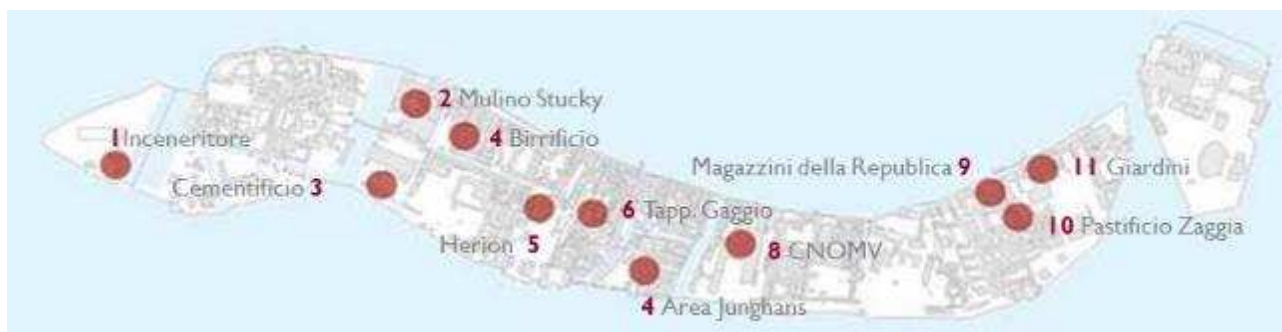 2 Mulino Stucky
1 Inceneritore
4 Birrificio
Cementificio 3
Magazzini della Republica 9
11 Giardini
6 Tapp. Gaggio
10 Pastificio Zaggia
Herion 5
8 CNOMV
4 Area Junghans